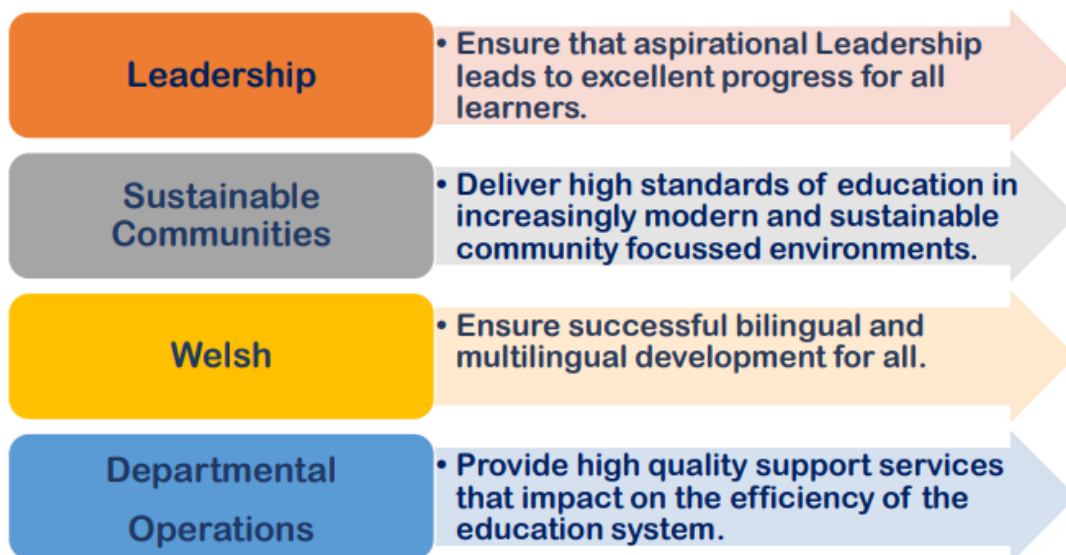 Leadership
• Ensure that aspirational Leadership
leads to excellent progress for all
learners.
Sustainable
Communities
• Deliver high standards of education in
increasingly modern and sustainable
community focussed environments.
Welsh
• Ensure successful bilingual and
multilingual development for all.
Departmental
Operations
• Provide high quality support services
that impact on the efficiency of the
education system.